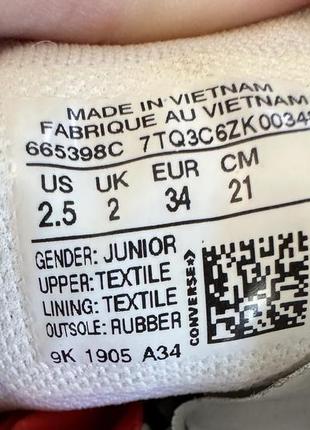 MADE IN VIETNAM
FABRIQUE AU VIETNAM
665398C 7TQ3C6ZK0034
US UK EUR CM
2.5 2 34 21
GENDER: JUNIOR
UPPER: TEXTILE
LINING: TEXTILE
OUTSOLE: RUBBER
9K 1905 A34
CONVERSE